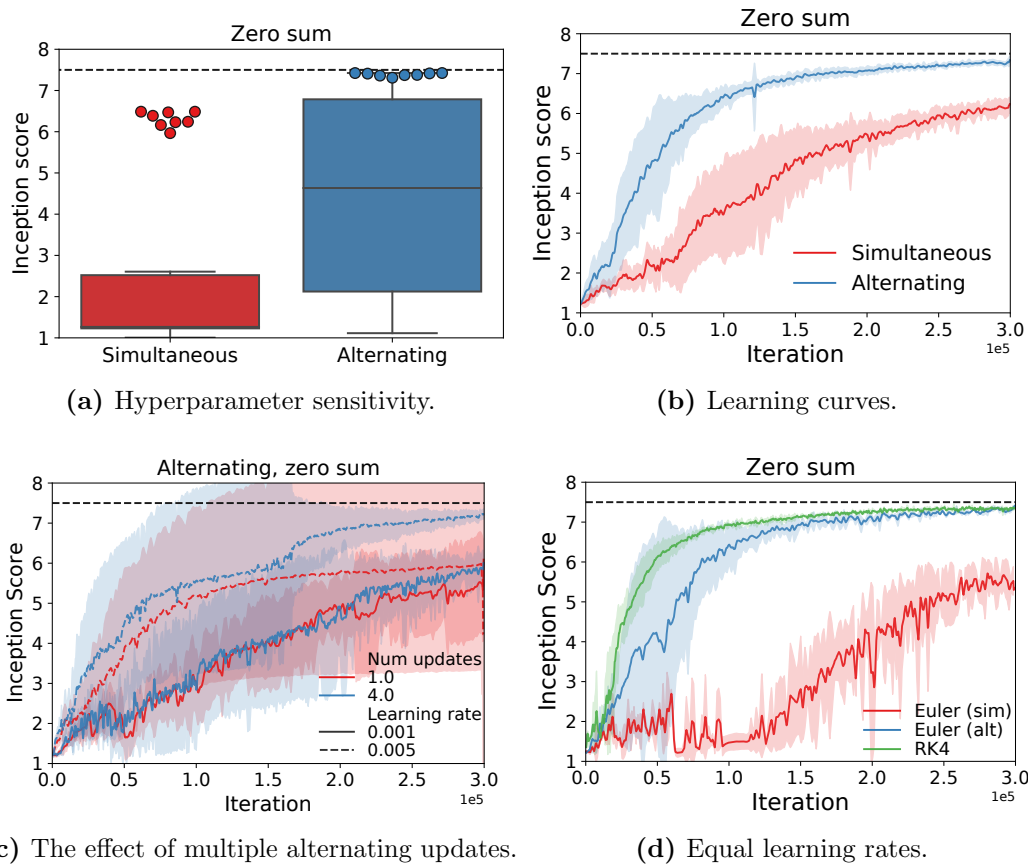 Zero sum
8
7
6
5
4
3
2
1
Inception score
Simultaneous
Alternating
(a) Hyperparameter sensitivity.
Zero sum
8
7
6
5
4
3
2
1
Inception score
Simultaneous
Alternating
0.0 0.5 1.0 1.5 2.0 2.5 3.0
Iteration
1e5
(b) Learning curves.
Alternating, zero sum
8
7
6
5
4
3
2
1
Inception Score
Num updates
1.0
4.0
Learning rate
0.001
0.005
0.0 0.5 1.0 1.5 2.0 2.5 3.0
Iteration
1e5
c) The effect of multiple alternating updates.
Zero sum
8
7
6
5
4
3
2
1
Inception Score
Euler (sim)
Euler (alt)
RK4
0.0 0.5 1.0 1.5 2.0 2.5 3.0
Iteration
1e5
(d) Equal learning rates.